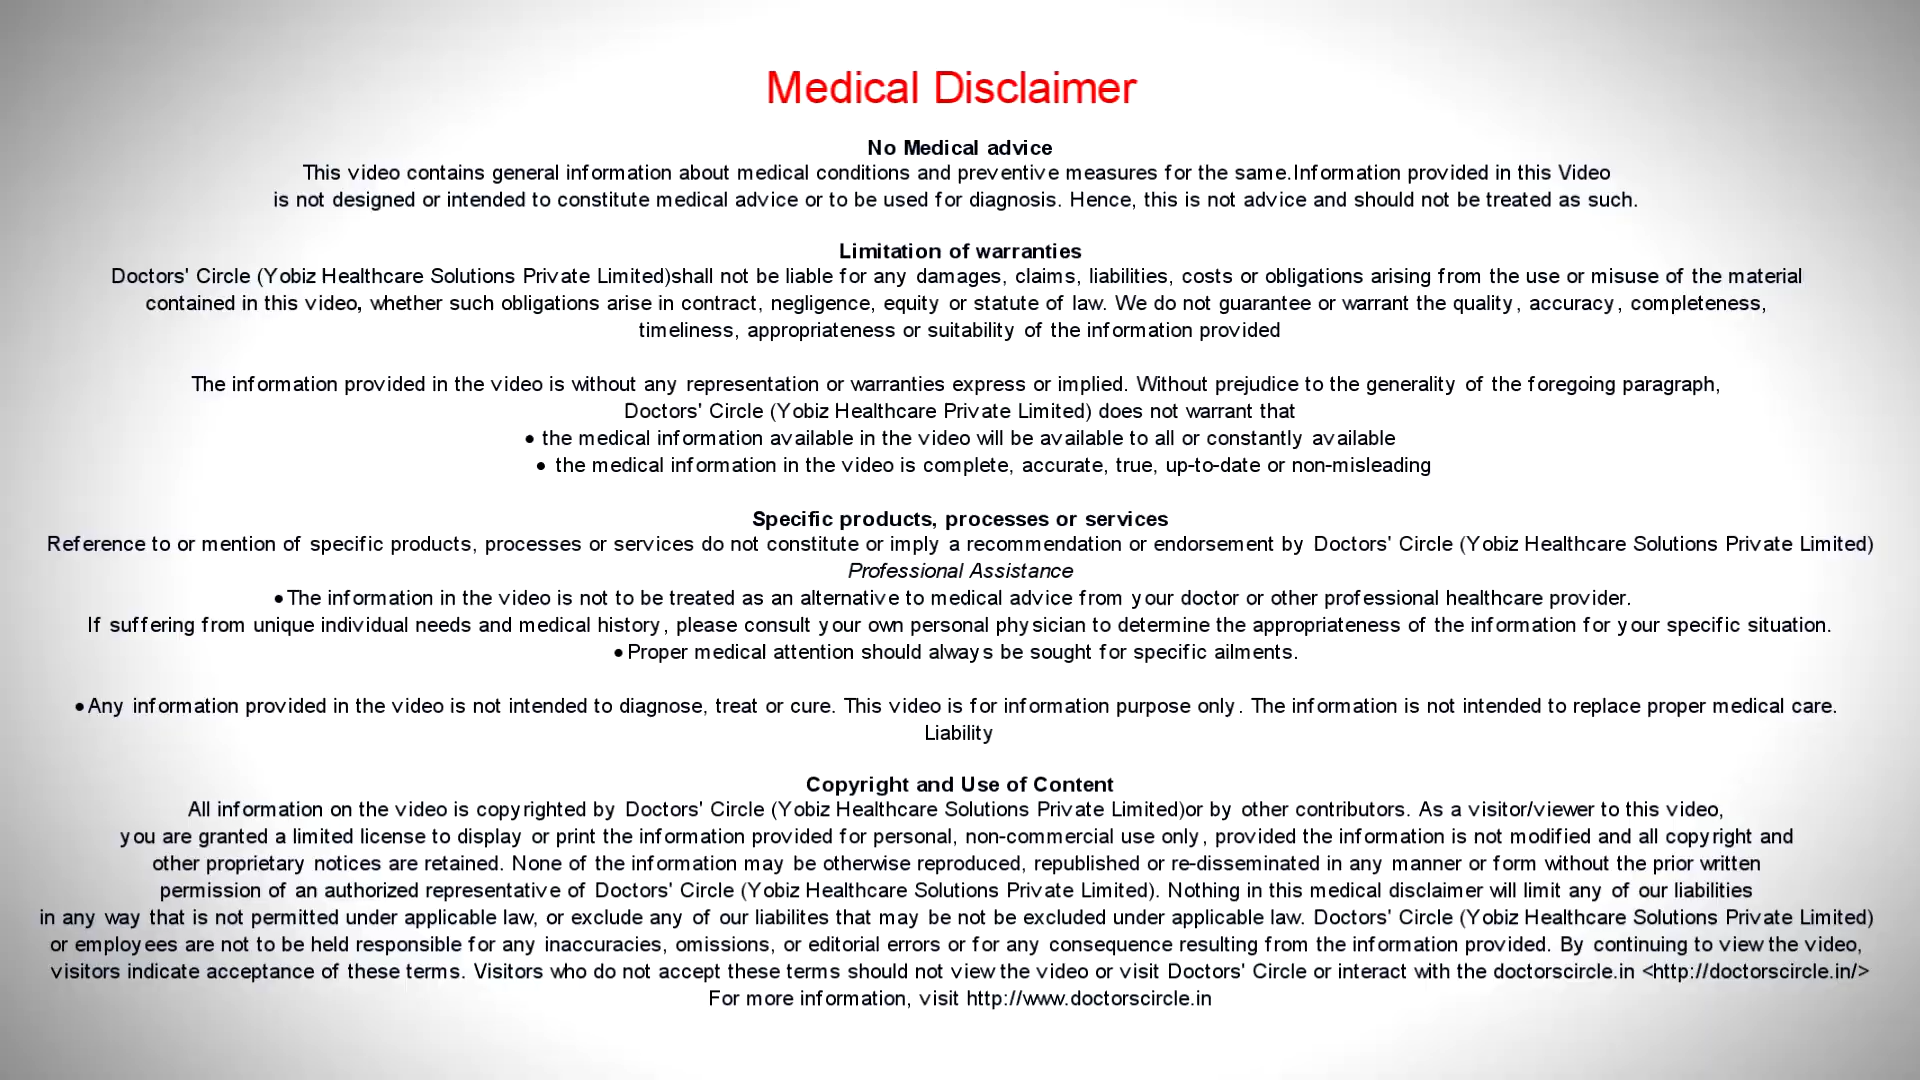 Medical Disclaimer
No Medical advice
This video contains general information about medical conditions and preventive measures for the same.Information provided in this Video
is not designed or intended to constitute medical advice or to be used for diagnosis. Hence, this is not advice and should not be treated as such.
Limitation of warranties
Doctors' Circle (Yobiz Healthcare Solutions Private Limited)shall not be liable for any damages, claims, liabilities, costs or obligations arising from the use or misuse of the material
contained in this video, whether such obligations arise in contract, negligence, equity or statute of law. We do not guarantee or warrant the quality, accuracy, completeness,
timeliness, appropriateness or suitability of the information provided
The information provided in the video is without any representation or warranties express or implied. Without prejudice to the generality of the foregoing paragraph,
Doctors' Circle (Yobiz Healthcare Private Limited) does not warrant that
• the medical information available in the video will be available to all or constantly available
• the medical information in the video is complete, accurate, true, up-to-date or non-misleading
Specific products, processes or services
Reference to or mention of specific products, processes or services do not constitute or imply a recommendation or endorsement by Doctors' Circle (Yobiz Healthcare Solutions Private Limited)
Professional Assistance
•The information in the video is not to be treated as an alternative to medical advice from your doctor or other professional healthcare provider.
If suffering from unique individual needs and medical history, please consult your own personal physician to determine the appropriateness of the information for your specific situation.
•Proper medical attention should always be sought for specific ailments.
•Any information provided in the video is not intended to diagnose, treat or cure. This video is for information purpose only. The information is not intended to replace proper medical care.
Liability
Copyright and Use of Content
All information on the video is copyrighted by Doctors' Circle (Yobiz Healthcare Solutions Private Limited)or by other contributors. As a visitor/viewer to this video,
you are granted a limited license to display or print the information provided for personal, non-commercial use only, provided the information is not modified and all copyright and
other proprietary notices are retained. None of the information may be otherwise reproduced, republished or re-disseminated in any manner or form without the prior written
permission of an authorized representative of Doctors' Circle (Yobiz Healthcare Solutions Private Limited). Nothing in this medical disclaimer will limit any of our liabilities
in any way that is not permitted under applicable law, or exclude any of our liabilites that may be not be excluded under applicable law. Doctors' Circle (Yobiz Healthcare Solutions Private Limited)
or employees are not to be held responsible for any inaccuracies, omissions, or editorial errors or for any consequence resulting from the information provided. By continuing to view the video,
visitors indicate acceptance of these terms. Visitors who do not accept these terms should not view the video or visit Doctors' Circle or interact with the doctorscircle.in <http://doctorscircle.in/>
For more information, visit http://www.doctorscircle.in